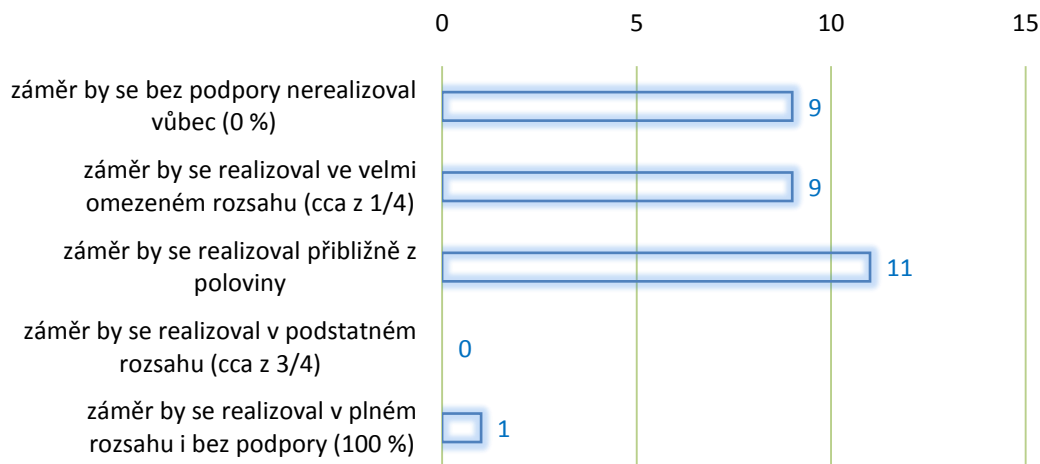 0 5 10 15
záměr by se bez podpory nerealizoval
vůbec (0 %)
9
záměr by se realizoval ve velmi
omezeném rozsahu (cca z 1/4)
9
záměr by se realizoval přibližně z
poloviny
11
záměr by se realizoval v podstatném
rozsahu (cca z 3/4)
0
záměr by se realizoval v plném
rozsahu i bez podpory (100 %)
1